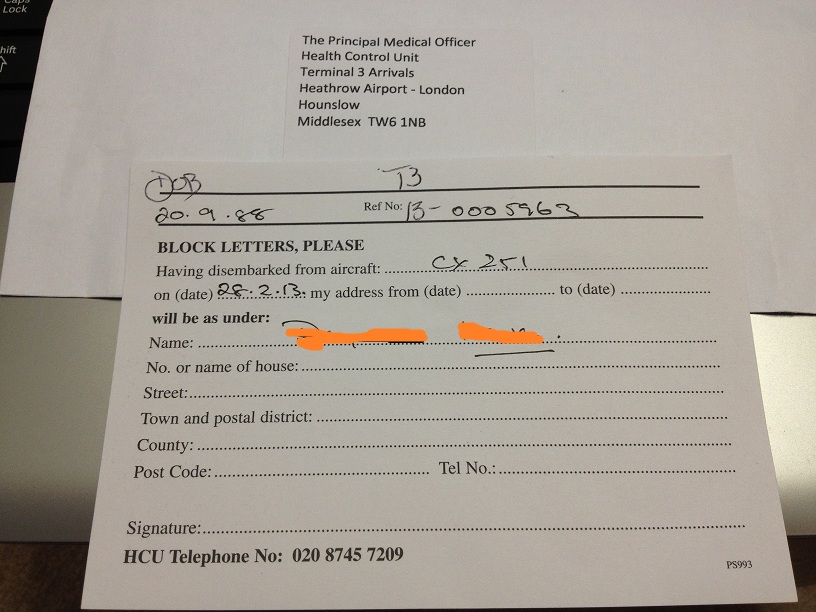 Caps
Lock
Shift
The Principal Medical Officer
Health Control Unit
Terminal 3 Arrivals
Heathrow Airport - London
Hounslow
Middlesex TW6 1NB
DOB T3
20.9.88 Ref No: 13-0005963
BLOCK LETTERS, PLEASE
Having disembarked from aircraft: CX 251
on (date) 28.2.13. my address from (date) .................... to (date) ....................
will be as under:
Name:
No. or name of house:
Street:
Town and postal district:
County:
Post Code: Tel No.:
Signature:
HCU Telephone No: 020 8745 7209
PS993